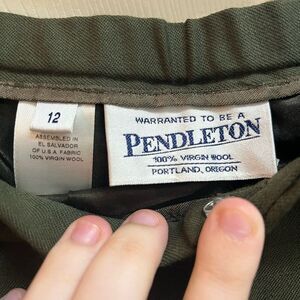 12
ASSEMBLED IN
EL SALVADOR
OF U.S.A. FABRIC
100% VIRGIN WOOL
WARRANTED TO BE A
PENDLETON
100% VIRGIN WOOL
PORTLAND, OREGON